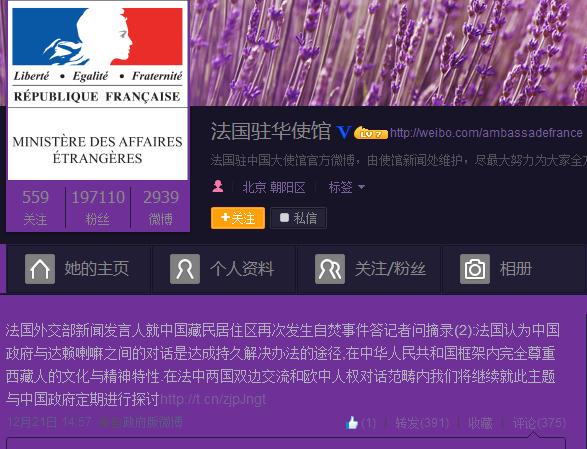 Liberté • Egalité • Fraternité
RÉPUBLIQUE FRANÇAISE
MINISTÈRE DES AFFAIRES
ÉTRANGÈRES
559 197110 2939
关注 粉丝 微博
法国驻华使馆 V http://weibo.com/ambassadefrance
法国驻中国大使馆官方微博，由使馆新闻处维护，尽最大努力为大家全方
北京 朝阳区 标签
+关注 私信
她的主页 个人资料 关注/粉丝 相册
法国外交部新闻发言人就中国藏民居住区再次发生自焚事件答记者问摘录(2):法国认为中国
政府与达赖喇嘛之间的对话是达成持久解决办法的途径,在中华人民共和国框架内完全尊重
西藏人的文化与精神特性.在法中两国双边交流和欧中人权对话范畴内我们将继续就此主题
与中国政府定期进行探讨http://t.cn/zjpJngt
12月21日 14:57 来自政府版微博 (1) 转发(391) 收藏 评论(375)